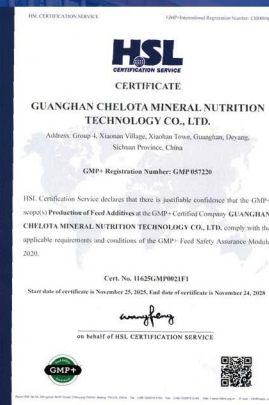 HSL CERTIFICATION SERVICE
GMP+International Registration Number:
HSL
CERTIFICATION SERVICE
CERTIFICATE
GUANGHAN CHELOTA MINERAL NUTRITION
TECHNOLOGY CO., LTD.
Address: Group 4, Xiaonan Village, Xiaohan Town, Guanghan, Deyang,
Sichuan Province, China
GMP+ Registration Number: GMP 057220
HSL Certification Service declares that there is justifiable confidence that the GMP+
scope(s) Production of Feed Additives at the GMP+ Certified Company GUANGHAN
CHELOTA MINERAL NUTRITION TECHNOLOGY CO., LTD. comply with the
applicable requirements and conditions of the GMP+ Feed Safety Assurance Module
2020.
Cert. No. 11625GMP0021F1
Start date of certificate is November 25, 2025, End date of certificate is November 24, 2028
on behalf of HSL CERTIFICATION SERVICE
GMP+